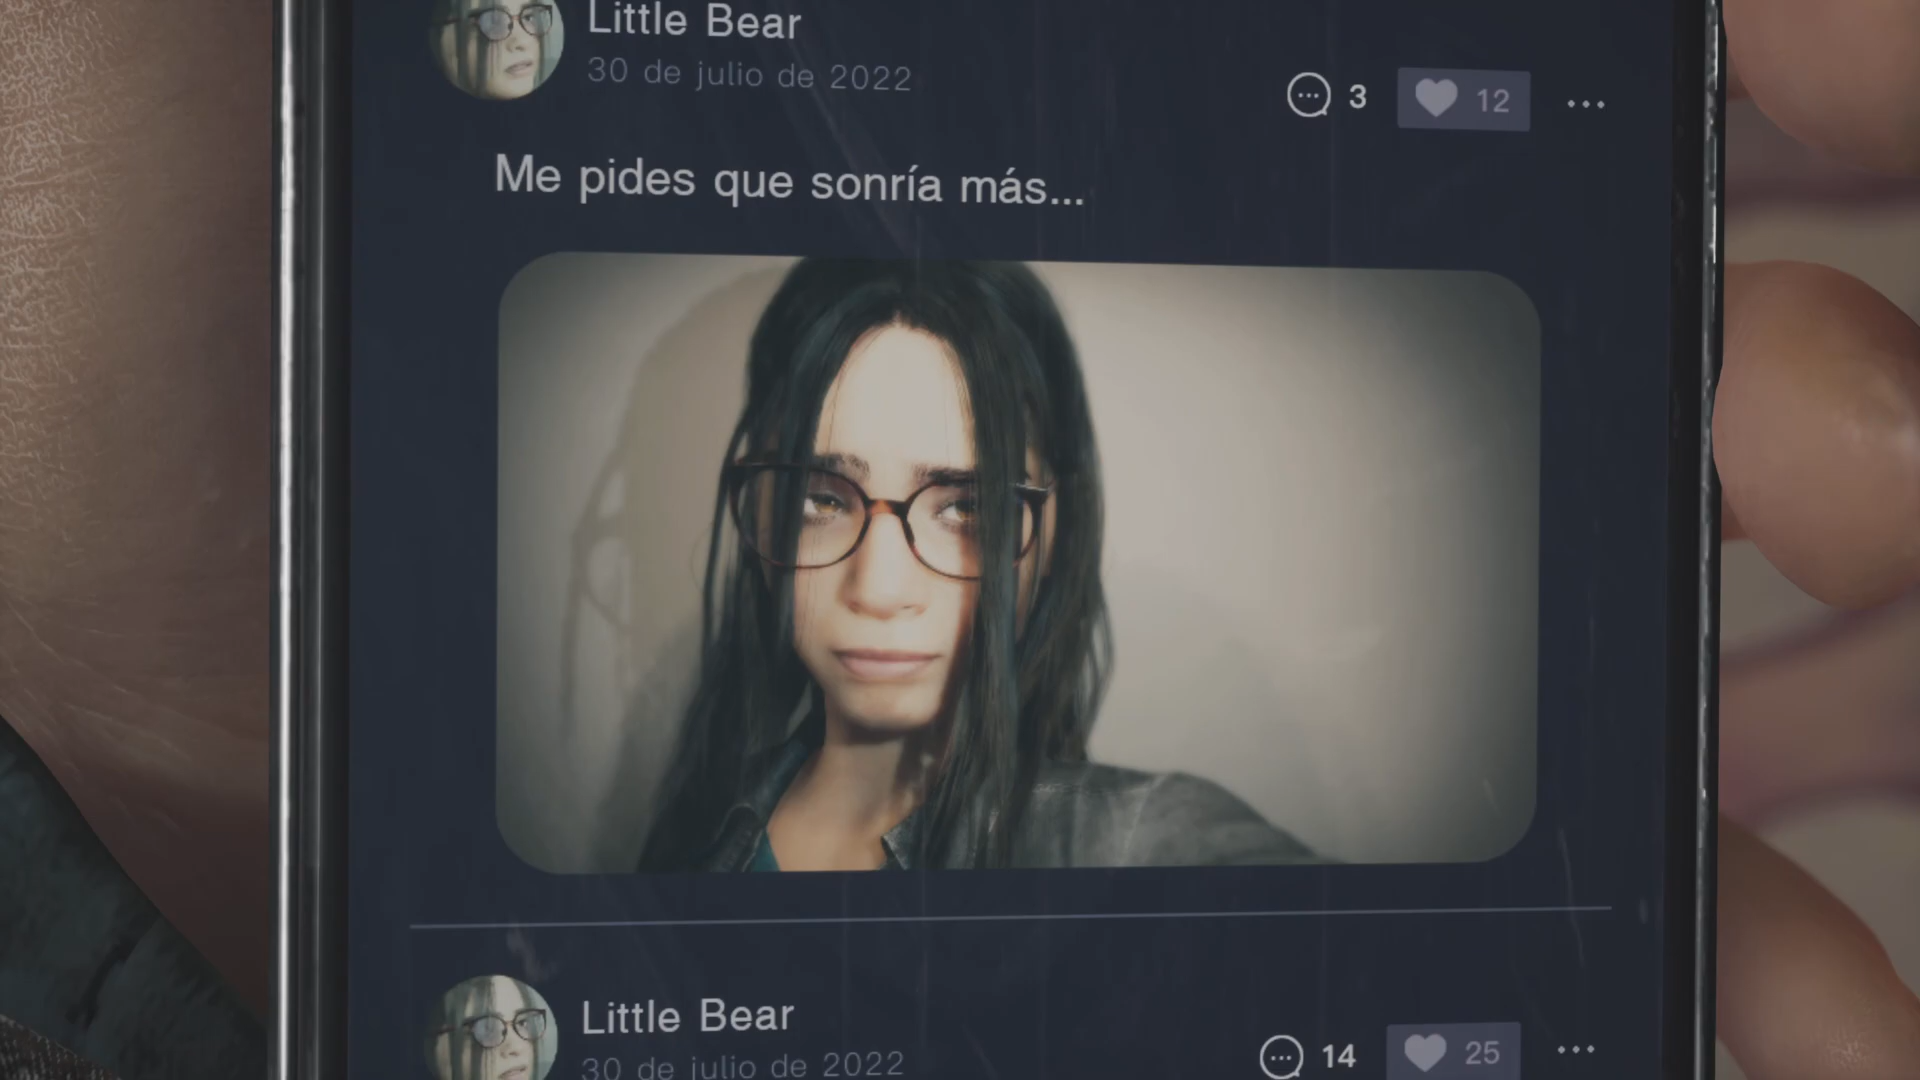 Little Bear
30 de julio de 2022
3
12
Me pides que sonría más...
Little Bear
30 de julio de 2022
14
25